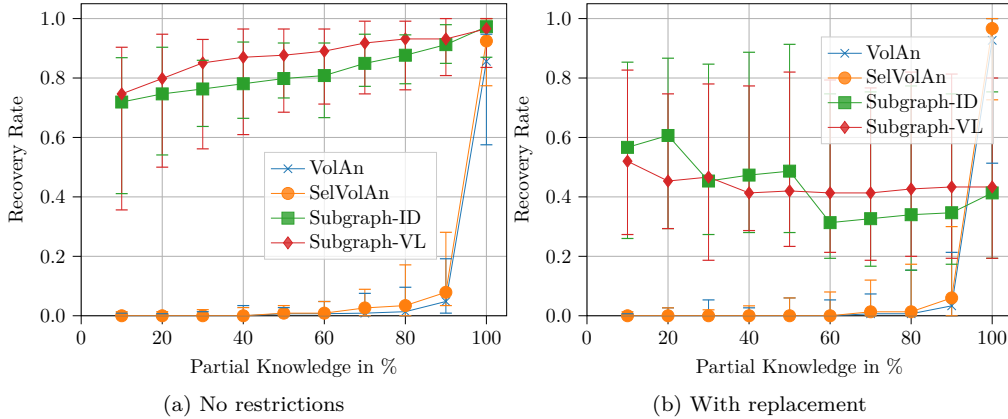 1.0
0.8
0.6
0.4
0.2
0.0
Recovery Rate
VolAn
SelVolAn
Subgraph-ID
Subgraph-VL
0 20 40 60 80 100
Partial Knowledge in %
(a) No restrictions
1.0
0.8
0.6
0.4
0.2
0.0
Recovery Rate
VolAn
SelVolAn
Subgraph-ID
Subgraph-VL
0 20 40 60 80 100
Partial Knowledge in %
(b) With replacement